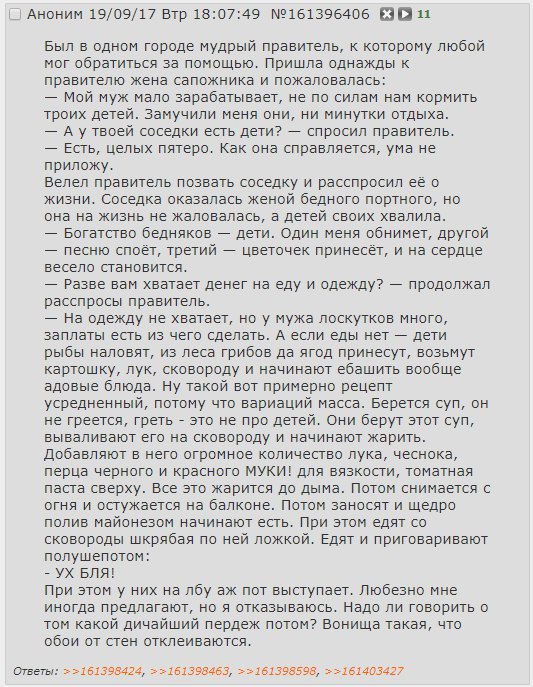 Аноним 19/09/17 Втр 18:07:49 №161396406 11
Был в одном городе мудрый правитель, к которому любой
мог обратиться за помощью. Пришла однажды к
правителю жена сапожника и пожаловалась:
— Мой муж мало зарабатывает, не по силам нам кормить
троих детей. Замучили меня они, ни минутки отдыха.
— А у твоей соседки есть дети? — спросил правитель.
— Есть, целых пятеро. Как она справляется, ума не
приложу.
Велел правитель позвать соседку и расспросил её о
жизни. Соседка оказалась женой бедного портного, но
она на жизнь не жаловалась, а детей своих хвалила.
— Богатство бедняков — дети. Один меня обнимет, другой
— песню споёт, третий — цветочек принесёт, и на сердце
весело становится.
— Разве вам хватает денег на еду и одежду? — продолжал
расспросы правитель.
— На одежду не хватает, но у мужа лоскутков много,
заплаты есть из чего сделать. А если еды нет — дети
рыбы наловят, из леса грибов да ягод принесут, возьмут
картошку, лук, сковороду и начинают ебашить вообще
адовые блюда. Ну такой вот примерно рецепт
усредненный, потому что вариаций масса. Берется суп, он
не греется, греть - это не про детей. Они берут этот суп,
вываливают его на сковороду и начинают жарить.
Добавляют в него огромное количество лука, чеснока,
перца черного и красного МУКИ! для вязкости, томатная
паста сверху. Все это жарится до дыма. Потом снимается с
огня и остужается на балконе. Потом заносят и щедро
полив майонезом начинают есть. При этом едят со
сковороды шкрябая по ней ложкой. Едят и приговаривают
полушепотом:
- УХ БЛЯ!
При этом у них на лбу аж пот выступает. Любезно мне
иногда предлагают, но я отказываюсь. Надо ли говорить о
том какой дичайший пердеж потом? Вонища такая, что
обои от стен отклеиваются.
Ответы: >>161398424, >>161398463, >>161398598, >>161403427